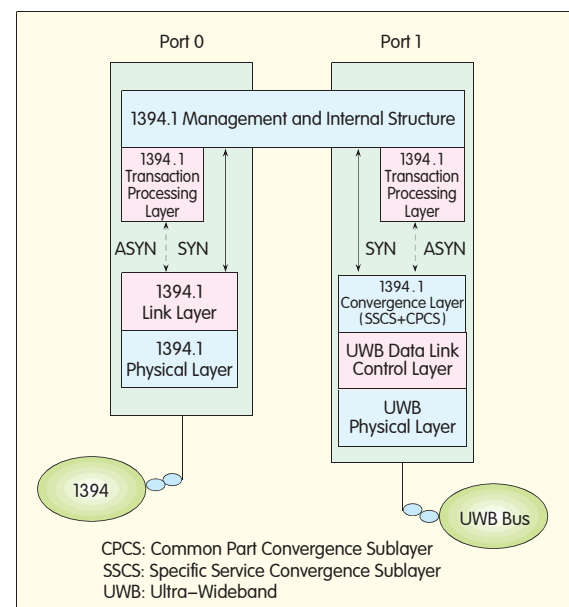 Port 0
Port 1
1394.1 Management and Internal Structure
1394.1
Transaction
Processing
Layer
1394.1
Transaction
Processing
Layer
ASYN
SYN
SYN
ASYN
1394.1
Link Layer
1394.1
Physical Layer
1394.1
Convergence Layer
(SSCS+CPCS)
UWB Data Link
Control Layer
UWB
Physical Layer
1394
UWB Bus
CPCS: Common Part Convergence Sublayer
SSCS: Specific Service Convergence Sublayer
UWB: Ultra-Wideband